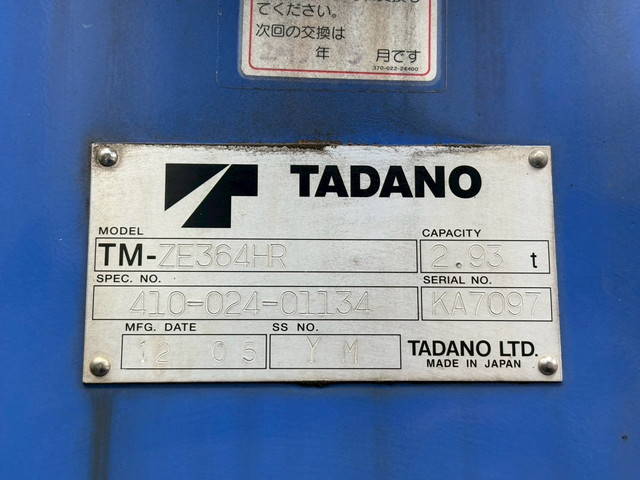 てください。
次回の交換は
年 月です
370-023-24400
TADANO
MODEL
CAPACITY
TM-ZE364HR
2.93 t
SPEC. NO.
SERIAL NO.
410-024-01134
KA7097
MFG. DATE
SS NO.
12 05
Y M
TADANO LTD.
MADE IN JAPAN